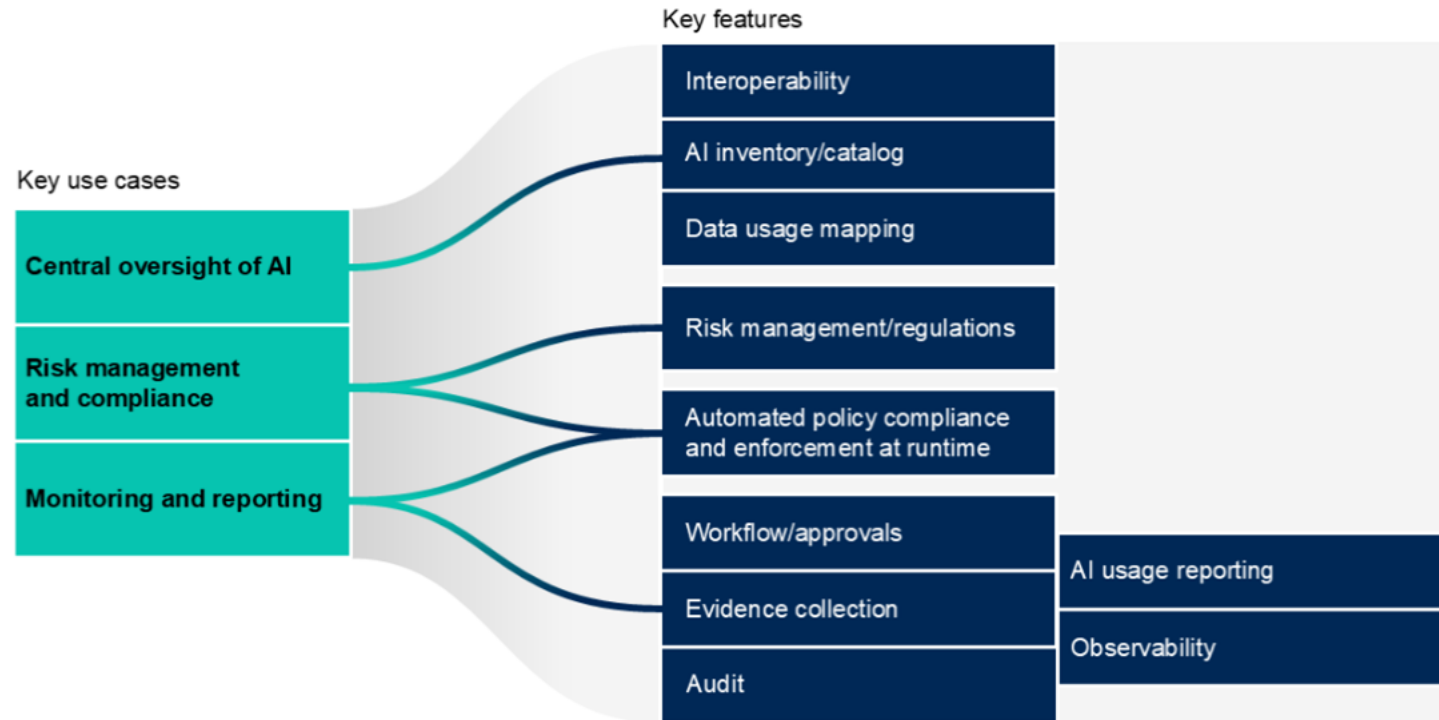 Key features
Interoperability
AI inventory/catalog
Data usage mapping
Key use cases
Central oversight of AI
Risk management
and compliance
Monitoring and reporting
Risk management/regulations
Automated policy compliance
and enforcement at runtime
Workflow/approvals
Evidence collection
Audit
AI usage reporting
Observability